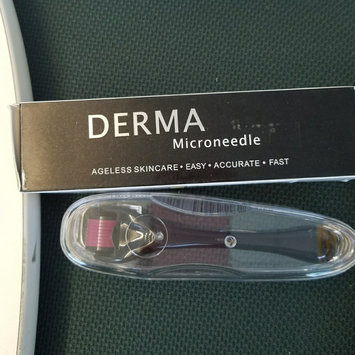 DERMA
Microneedle
AGELESS SKINCARE • EASY • ACCURATE • FAST